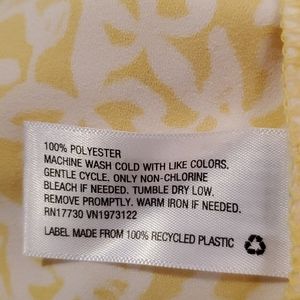 100% POLYESTER
MACHINE WASH COLD WITH LIKE COLORS.
GENTLE CYCLE. ONLY NON-CHLORINE
BLEACH IF NEEDED. TUMBLE DRY LOW.
REMOVE PROMPTLY. WARM IRON IF NEEDED.
RN17730 VN1973122
LABEL MADE FROM 100% RECYCLED PLASTIC